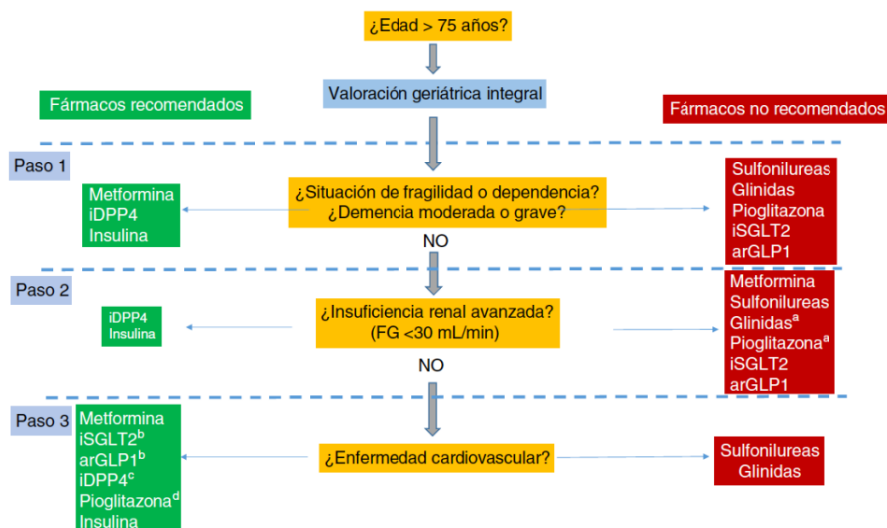 ¿Edad > 75 años?
Valoración geriátrica integral
Fármacos recomendados
Fármacos no recomendados
Paso 1
Metformina
iDPP4
Insulina
¿Situación de fragilidad o dependencia?
¿Demencia moderada o grave?
Sulfonilureas
Glinidas
Pioglitazona
iSGLT2
arGLP1
NO
Paso 2
iDPP4
Insulina
¿Insuficiencia renal avanzada?
(FG <30 mL/min)
Metformina
Sulfonilureas
Glinidasª
Pioglitazonaª
iSGLT2
arGLP1
NO
Paso 3
Metformina
iSGLT2ᵇ
arGLP1ᵇ
iDPP4ᶜ
Pioglitazonaᵈ
Insulina
¿Enfermedad cardiovascular?
Sulfonilureas
Glinidas